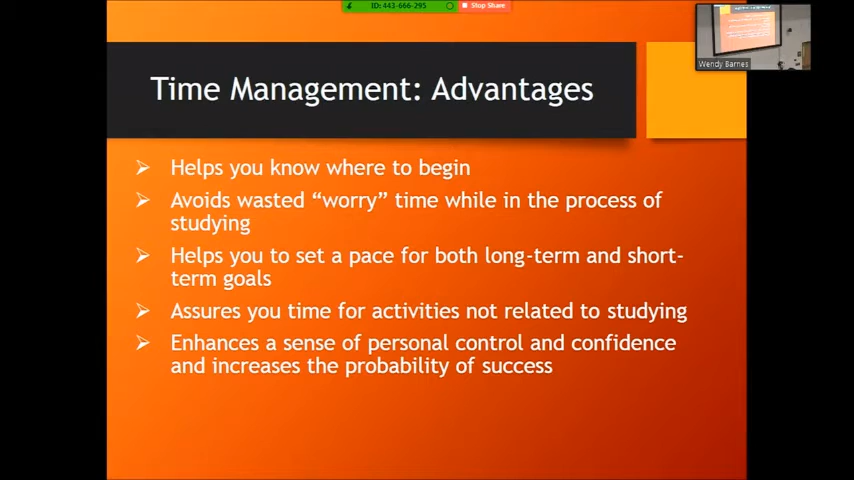 ID: 443-666-295
Stop Share
Wendy Barnes
Time Management: Advantages
Helps you know where to begin
Avoids wasted “worry” time while in the process of
studying
Helps you to set a pace for both long-term and short-
term goals
Assures you time for activities not related to studying
Enhances a sense of personal control and confidence
and increases the probability of success